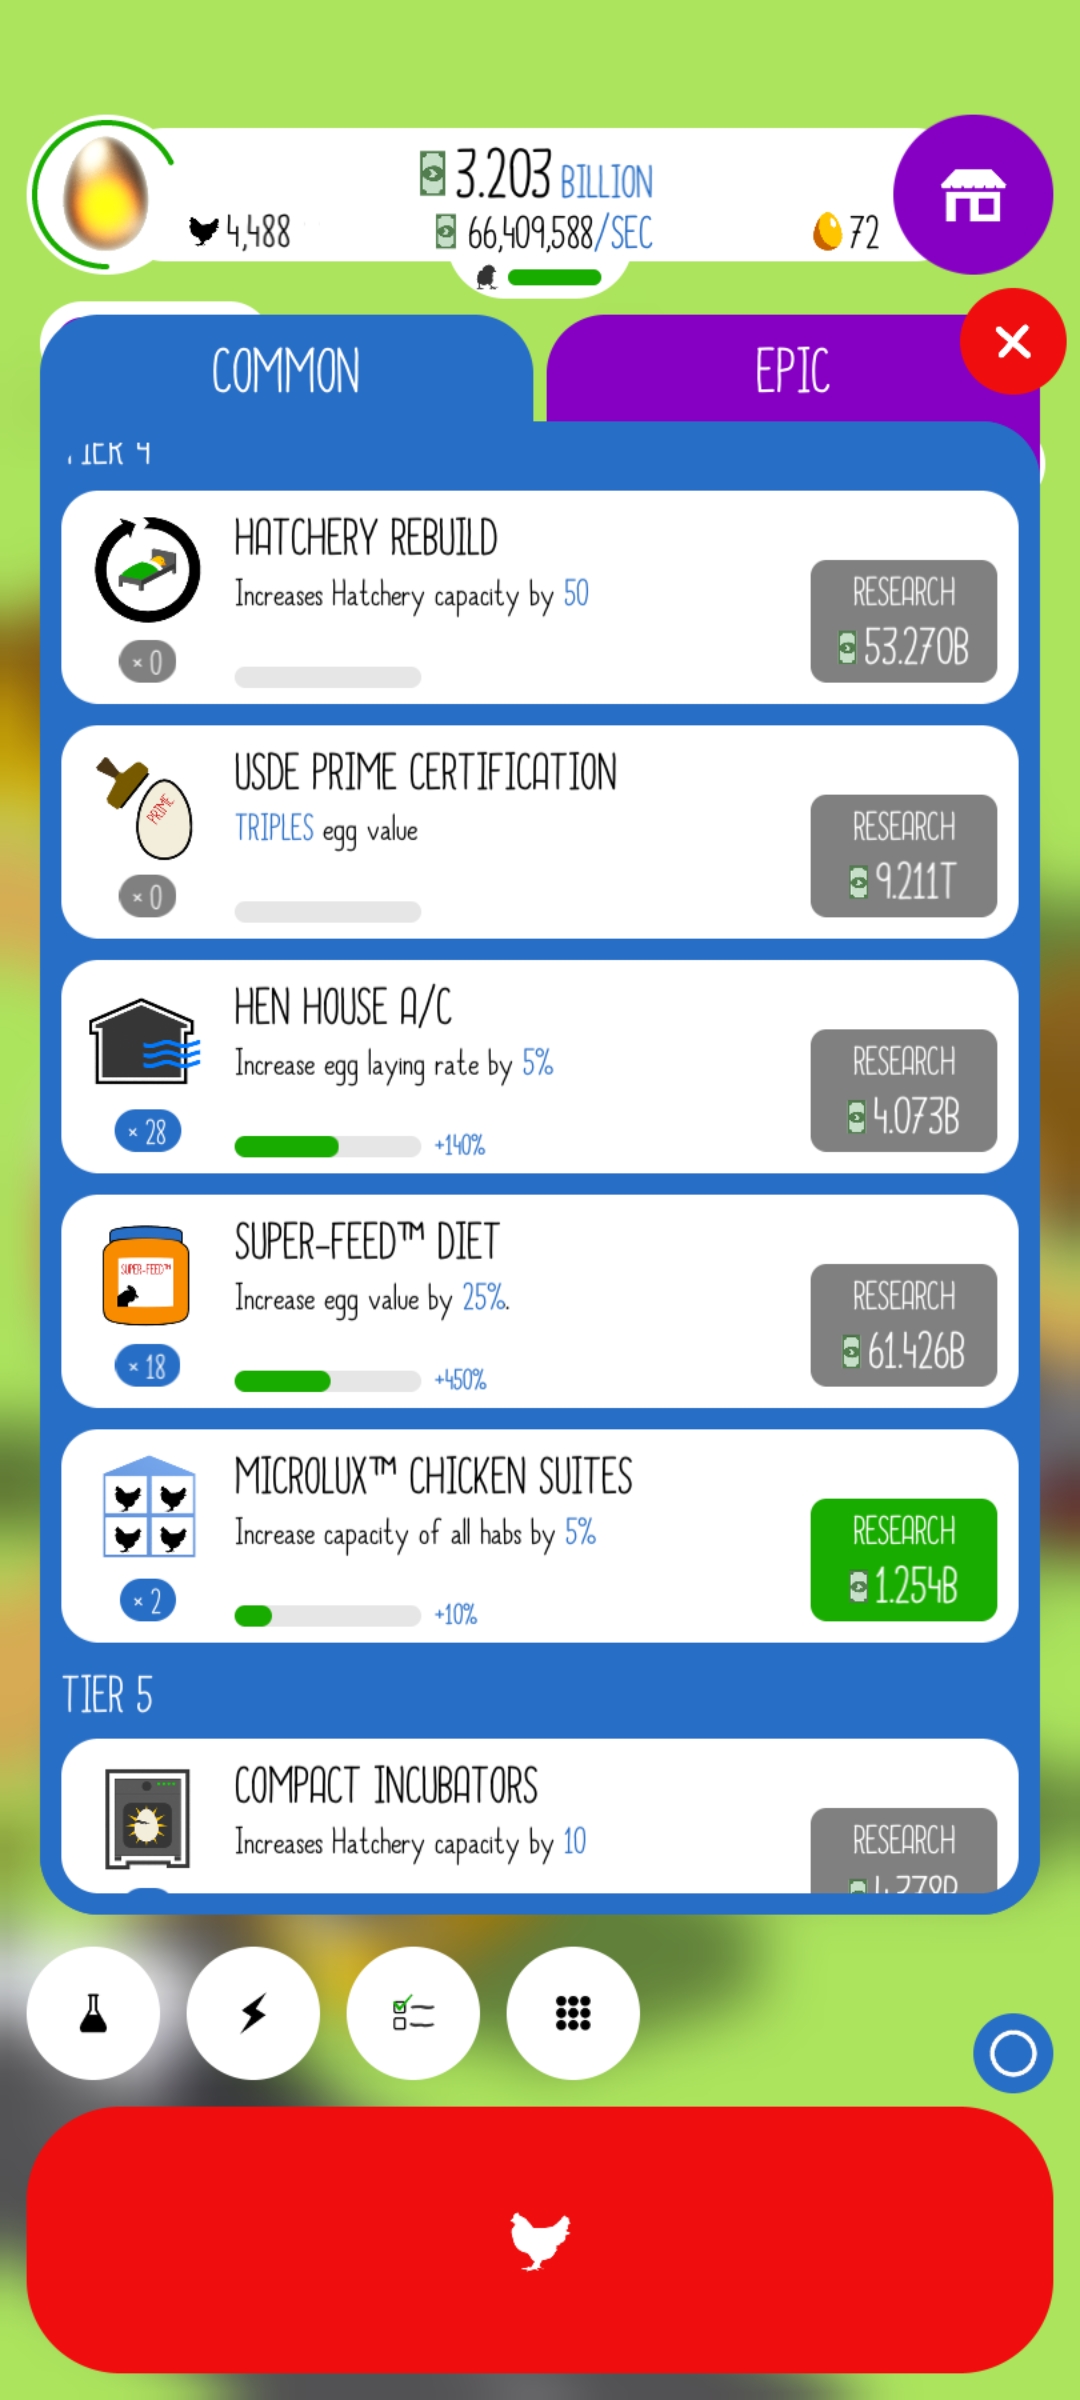 3.203 BILLION
4,488
66,409,588/SEC
72
COMMON
EPIC
TIER 4
HATCHERY REBUILD
Increases Hatchery capacity by 50
× 0
RESEARCH
53.270B
USDE PRIME CERTIFICATION
TRIPLES egg value
PRIME
× 0
RESEARCH
9.211T
HEN HOUSE A/C
Increase egg laying rate by 5%
× 28
+140%
RESEARCH
4.073B
SUPER-FEED™ DIET
Increase egg value by 25%.
SUPER-FEED™
× 18
+450%
RESEARCH
61.426B
MICROLUX™ CHICKEN SUITES
Increase capacity of all habs by 5%
× 2
+10%
RESEARCH
1.254B
TIER 5
COMPACT INCUBATORS
Increases Hatchery capacity by 10
RESEARCH